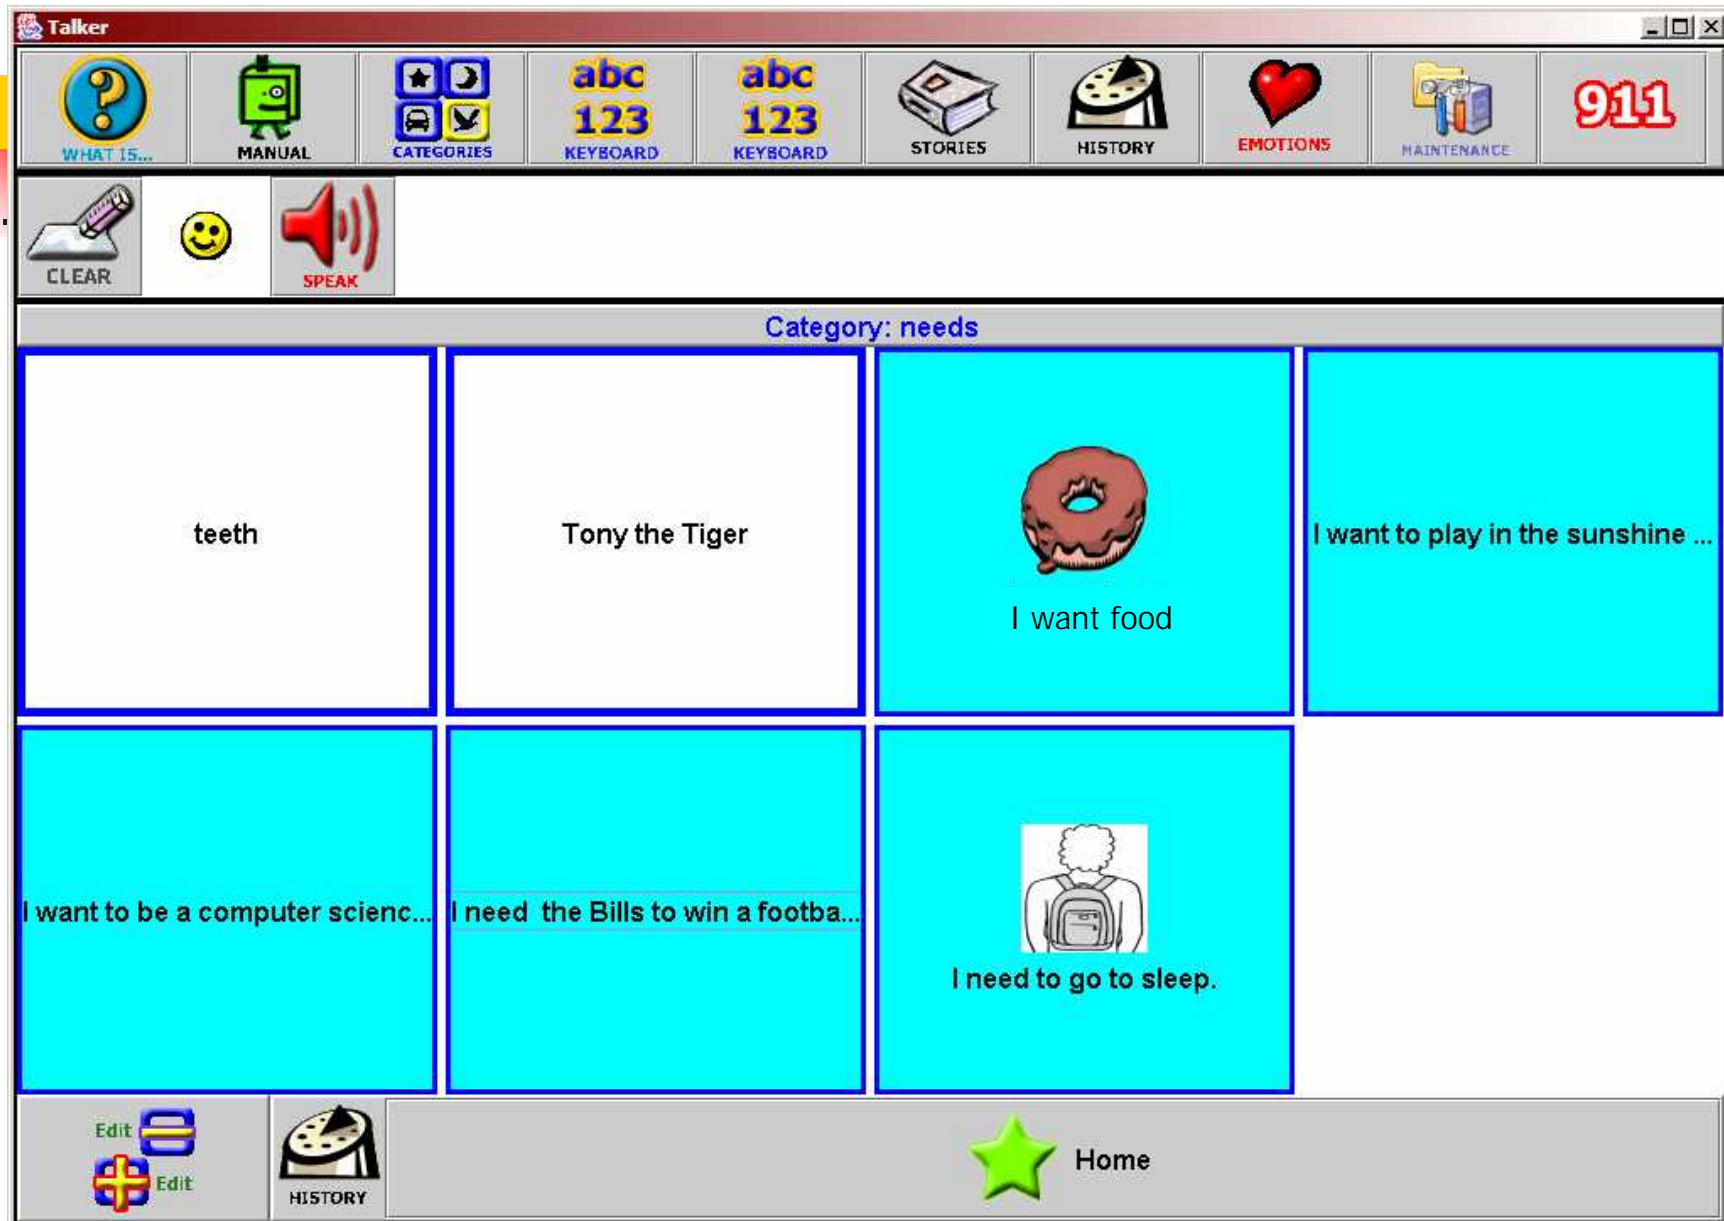 Talker
WHAT IS...
MANUAL
CATEGORIES
abc
123
KEYBOARD
abc
123
KEYBOARD
STORIES
HISTORY
EMOTIONS
MAINTENANCE
911
CLEAR
SPEAK
Category: needs
teeth
Tony the Tiger
I want food
I want to play in the sunshine ...
I want to be a computer scienc...
I need  the Bills to win a footba...
I need to go to sleep.
Edit
Edit
HISTORY
Home